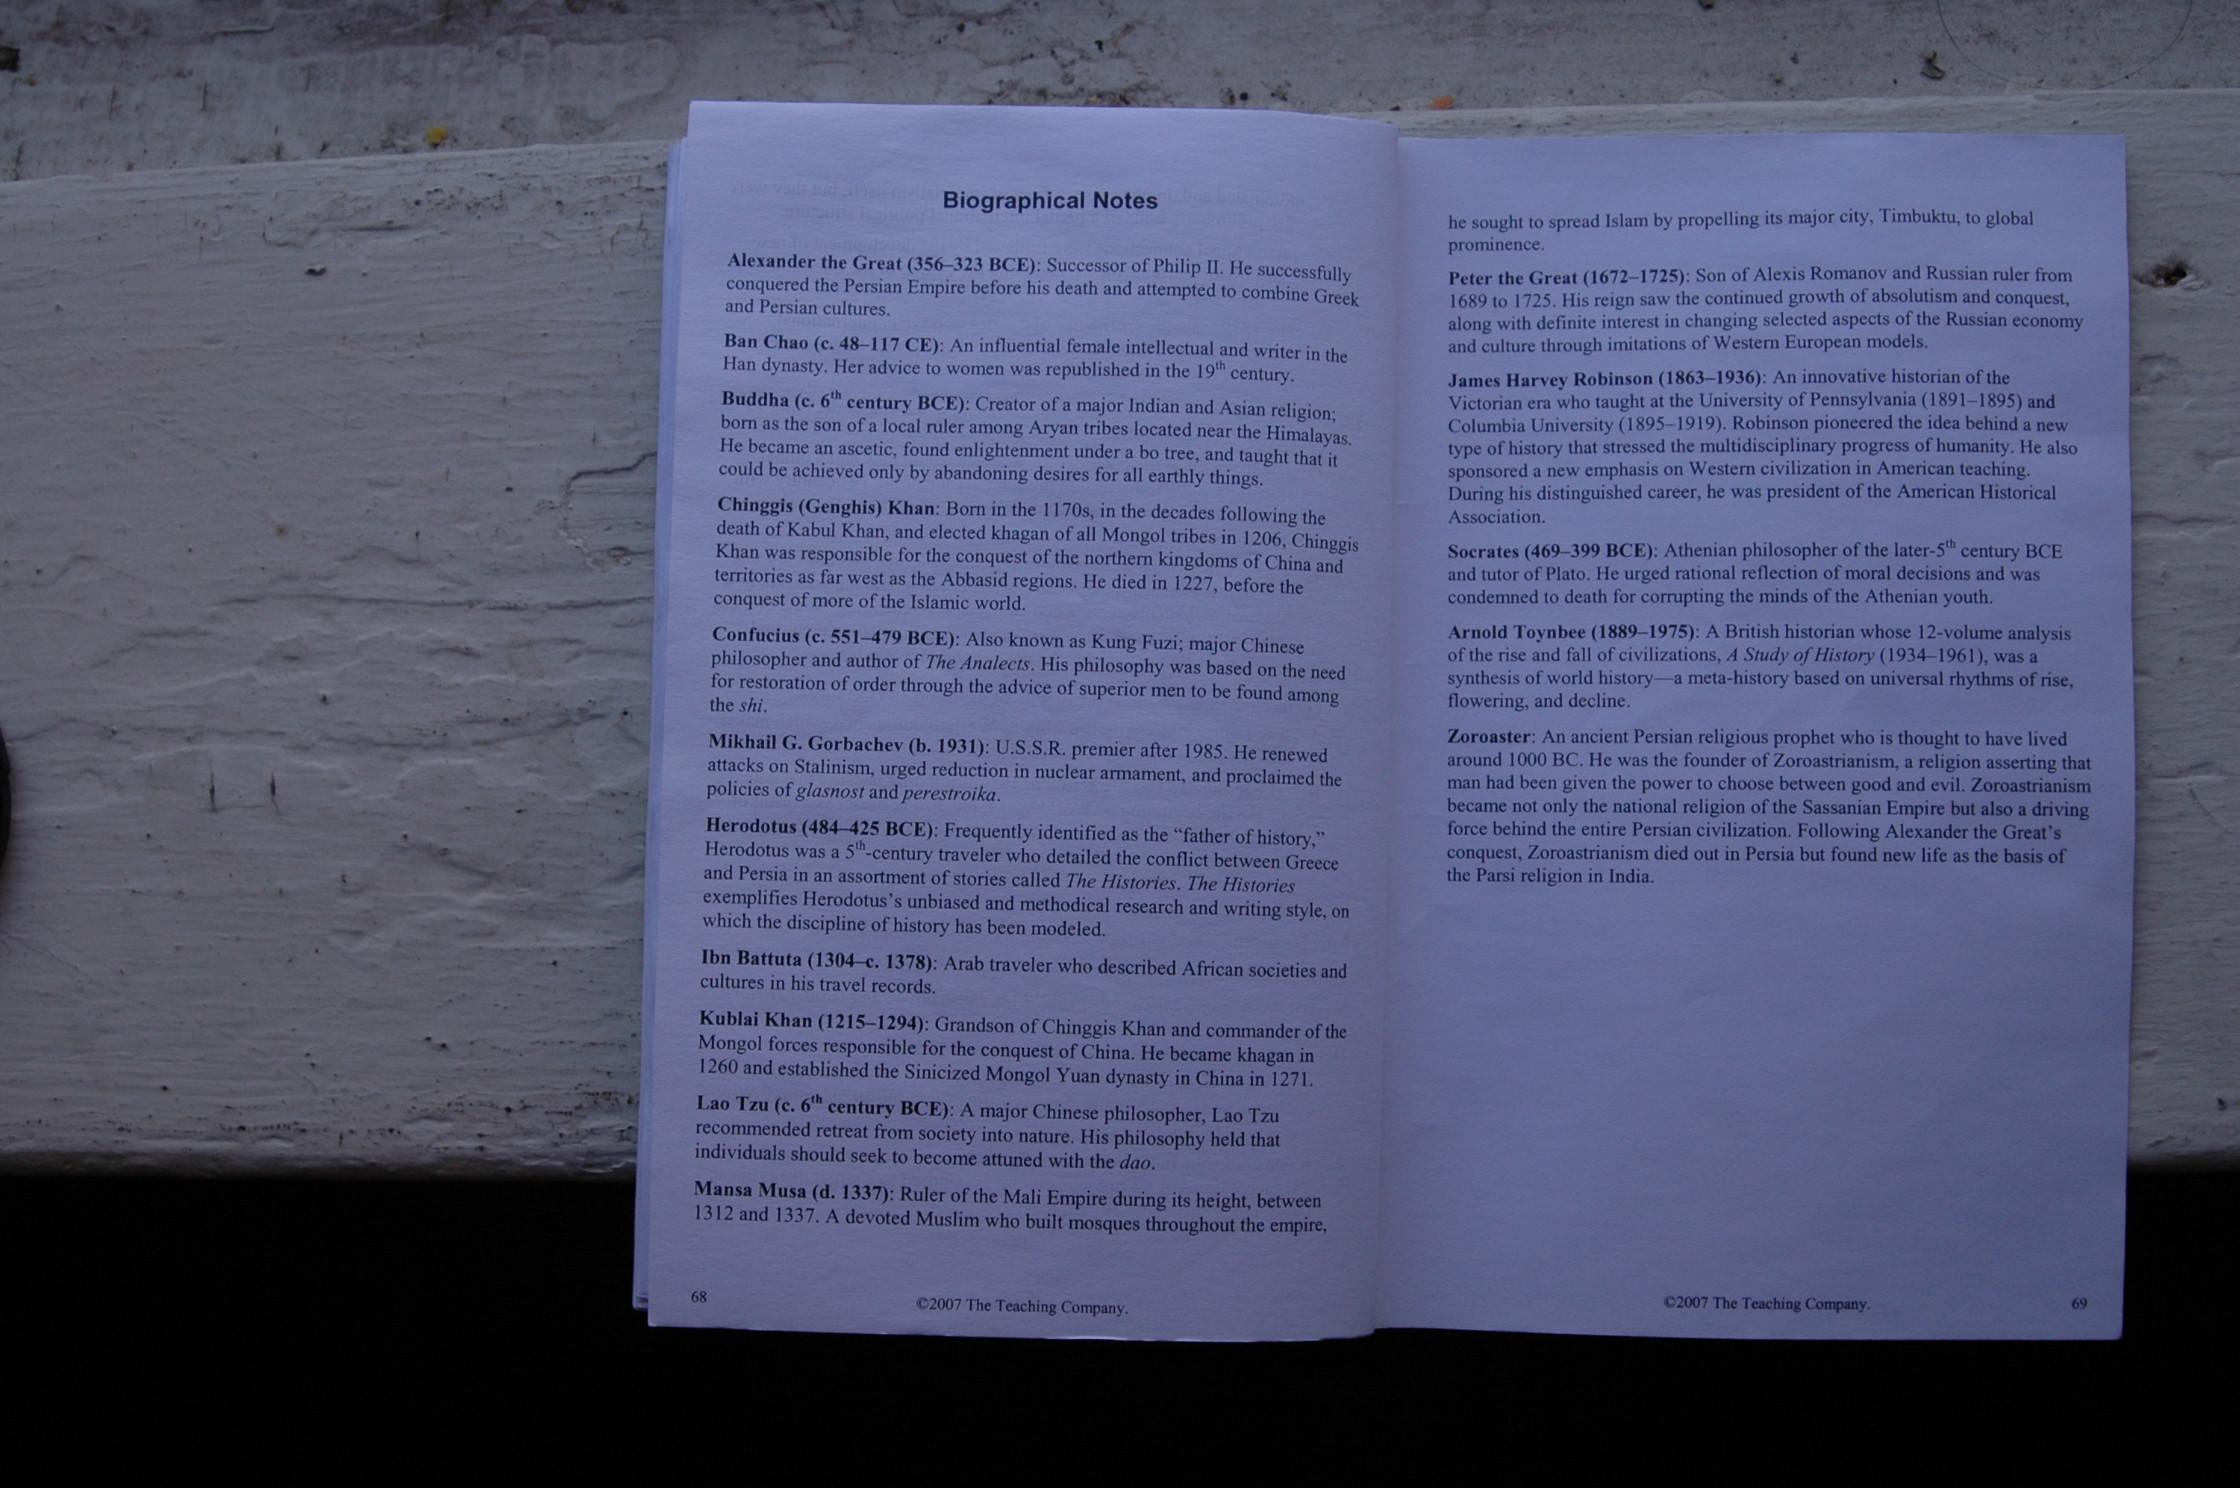 Biographical Notes
Alexander the Great (356–323 BCE): Successor of Philip II. He successfully
conquered the Persian Empire before his death and attempted to combine Greek
and Persian cultures.
Ban Chao (c. 48–117 CE): An influential female intellectual and writer in the
Han dynasty. Her advice to women was republished in the 19th century.
Buddha (c. 6th century BCE): Creator of a major Indian and Asian religion;
born as the son of a local ruler among Aryan tribes located near the Himalayas.
He became an ascetic, found enlightenment under a bo tree, and taught that it
could be achieved only by abandoning desires for all earthly things.
Chinggis (Genghis) Khan: Born in the 1170s, in the decades following the
death of Kabul Khan, and elected khagan of all Mongol tribes in 1206, Chinggis
Khan was responsible for the conquest of the northern kingdoms of China and
territories as far west as the Abbasid regions. He died in 1227, before the
conquest of more of the Islamic world.
Confucius (c. 551–479 BCE): Also known as Kung Fuzi; major Chinese
philosopher and author of The Analects. His philosophy was based on the need
for restoration of order through the advice of superior men to be found among
the shi.
Mikhail G. Gorbachev (b. 1931): U.S.S.R. premier after 1985. He renewed
attacks on Stalinism, urged reduction in nuclear armament, and proclaimed the
policies of glasnost and perestroika.
Herodotus (484–425 BCE): Frequently identified as the “father of history,”
Herodotus was a 5th-century traveler who detailed the conflict between Greece
and Persia in an assortment of stories called The Histories. The Histories
exemplifies Herodotus’s unbiased and methodical research and writing style, on
which the discipline of history has been modeled.
Ibn Battuta (1304–c. 1378): Arab traveler who described African societies and
cultures in his travel records.
Kublai Khan (1215–1294): Grandson of Chinggis Khan and commander of the
Mongol forces responsible for the conquest of China. He became khagan in
1260 and established the Sinicized Mongol Yuan dynasty in China in 1271.
Lao Tzu (c. 6th century BCE): A major Chinese philosopher, Lao Tzu
recommended retreat from society into nature. His philosophy held that
individuals should seek to become attuned with the dao.
Mansa Musa (d. 1337): Ruler of the Mali Empire during its height, between
1312 and 1337. A devoted Muslim who built mosques throughout the empire,
68
©2007 The Teaching Company.
he sought to spread Islam by propelling its major city, Timbuktu, to global
prominence.
Peter the Great (1672–1725): Son of Alexis Romanov and Russian ruler from
1689 to 1725. His reign saw the continued growth of absolutism and conquest,
along with definite interest in changing selected aspects of the Russian economy
and culture through imitations of Western European models.
James Harvey Robinson (1863–1936): An innovative historian of the
Victorian era who taught at the University of Pennsylvania (1891–1895) and
Columbia University (1895–1919). Robinson pioneered the idea behind a new
type of history that stressed the multidisciplinary progress of humanity. He also
sponsored a new emphasis on Western civilization in American teaching.
During his distinguished career, he was president of the American Historical
Association.
Socrates (469–399 BCE): Athenian philosopher of the later-5th century BCE
and tutor of Plato. He urged rational reflection of moral decisions and was
condemned to death for corrupting the minds of the Athenian youth.
Arnold Toynbee (1889–1975): A British historian whose 12-volume analysis
of the rise and fall of civilizations, A Study of History (1934–1961), was a
synthesis of world history—a meta-history based on universal rhythms of rise,
flowering, and decline.
Zoroaster: An ancient Persian religious prophet who is thought to have lived
around 1000 BC. He was the founder of Zoroastrianism, a religion asserting that
man had been given the power to choose between good and evil. Zoroastrianism
became not only the national religion of the Sassanian Empire but also a driving
force behind the entire Persian civilization. Following Alexander the Great’s
conquest, Zoroastrianism died out in Persia but found new life as the basis of
the Parsi religion in India.
©2007 The Teaching Company.
69